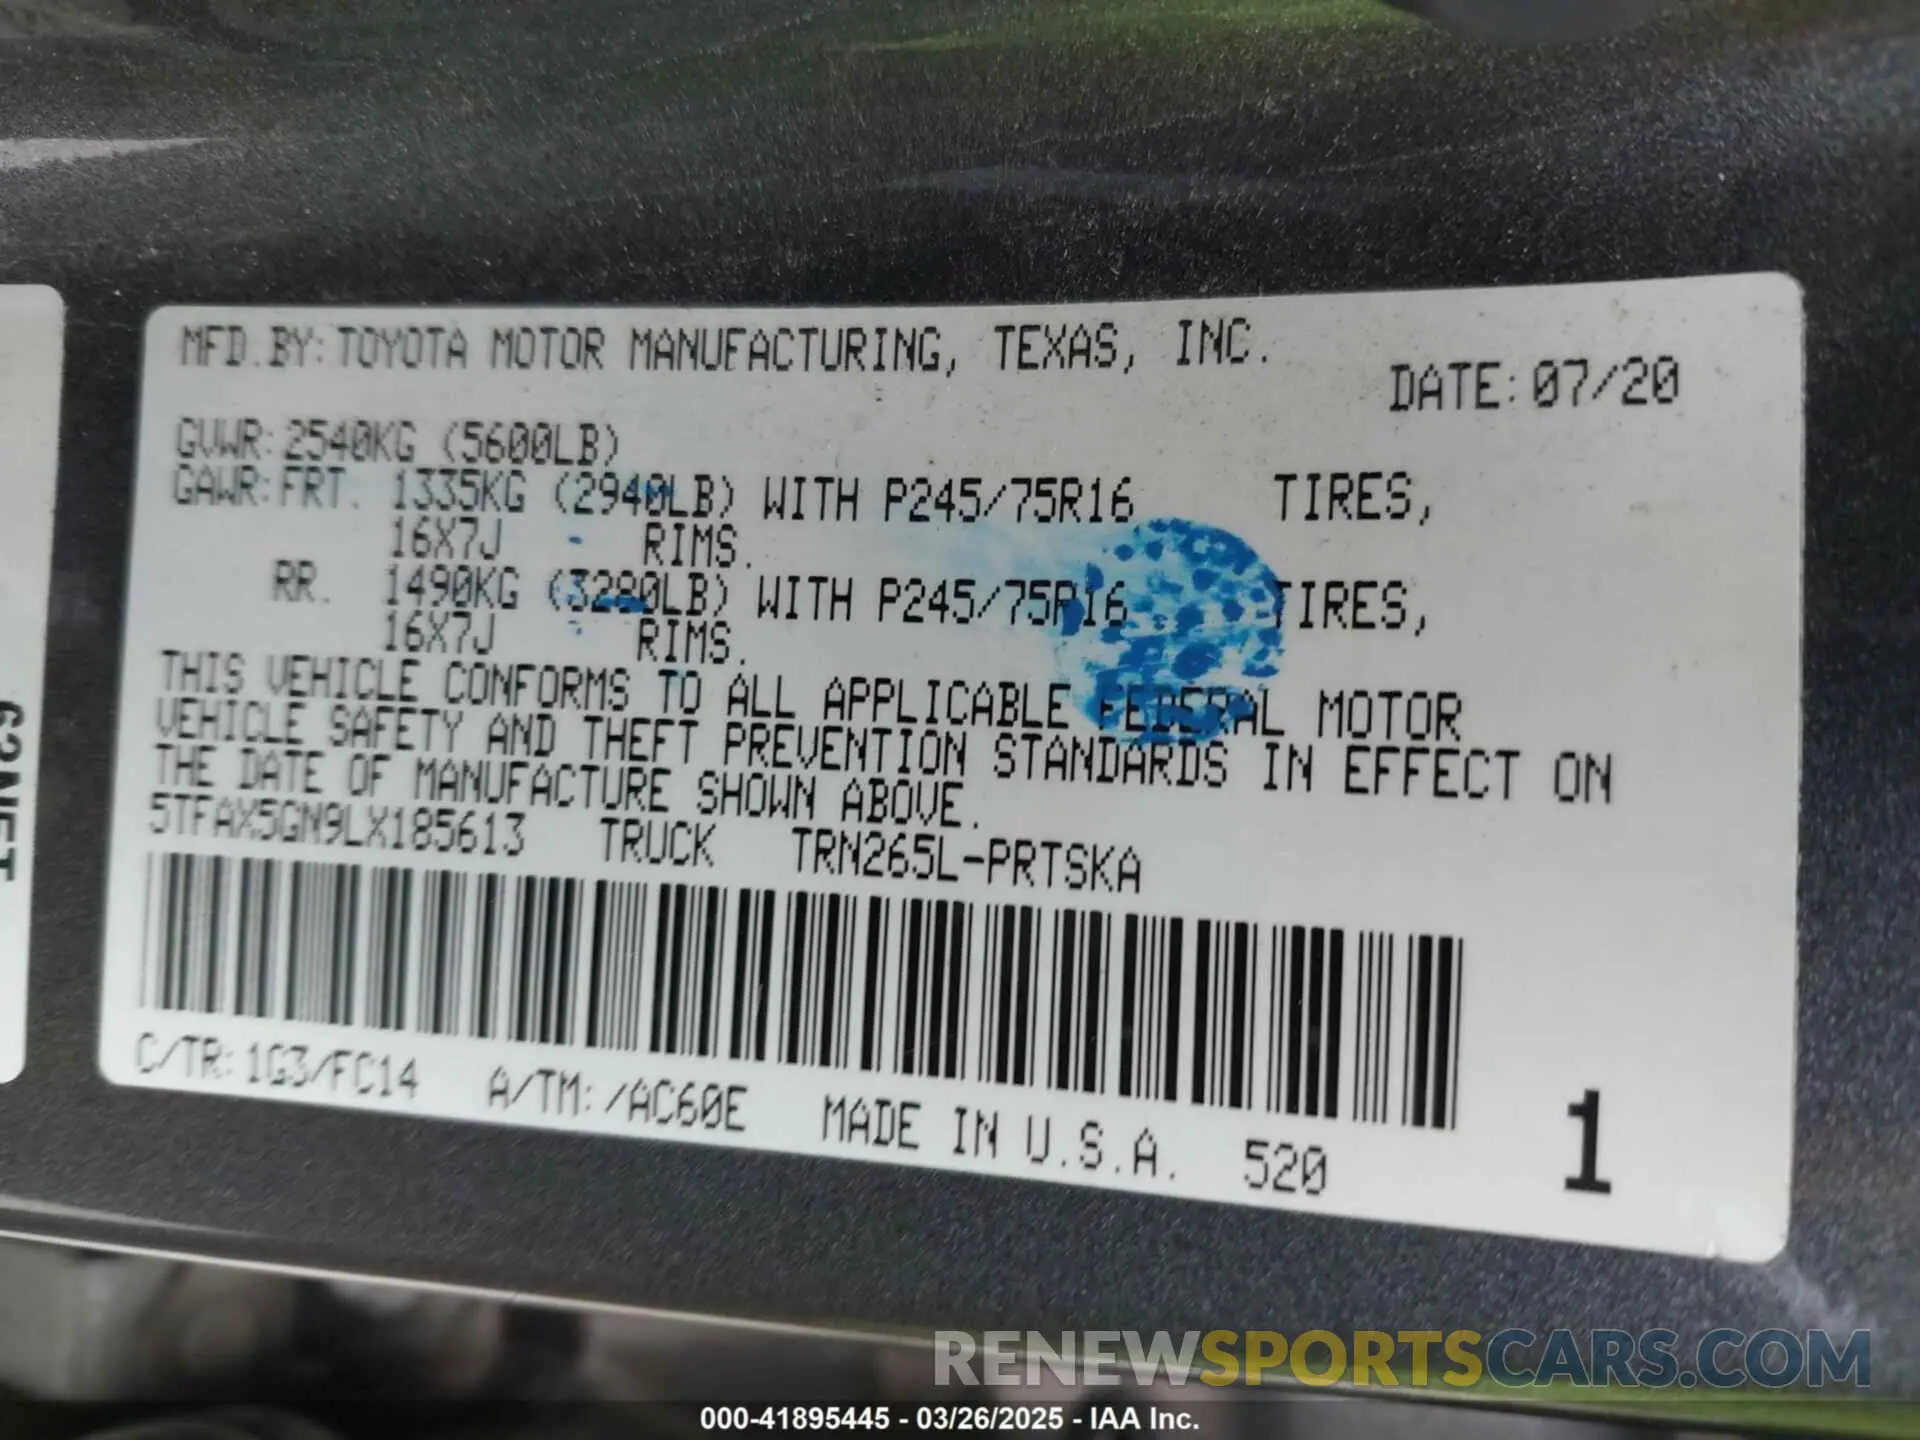 MFD.BY:TOYOTA MOTOR MANUFACTURING, TEXAS, INC.
DATE:07/20
GVWR:2540KG (5600LB)
GAWR:FRT. 1335KG (2940LB) WITH P245/75R16 TIRES,
16X7J RIMS.
RR. 1490KG (3280LB) WITH P245/75R16 TIRES,
16X7J RIMS.
THIS VEHICLE CONFORMS TO ALL APPLICABLE FEDERAL MOTOR
VEHICLE SAFETY AND THEFT PREVENTION STANDARDS IN EFFECT ON
THE DATE OF MANUFACTURE SHOWN ABOVE.
5TFAX5GN9LX185613 TRUCK TRN265L-PRTSKA
C/TR:1G3/FC14 A/TM:/AC60E MADE IN U.S.A. 520
1
RENEWSPORTSCARS.COM
000-41895445 - 03/26/2025 - IAA Inc.